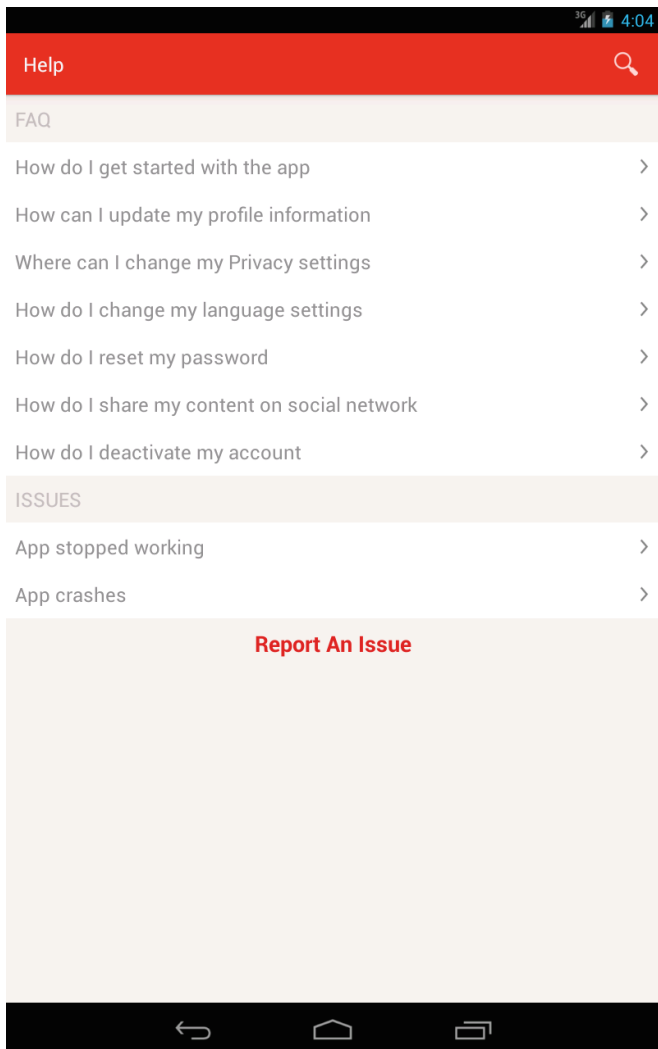 3G 4:04
Help
FAQ
How do I get started with the app
How can I update my profile information
Where can I change my Privacy settings
How do I change my language settings
How do I reset my password
How do I share my content on social network
How do I deactivate my account
ISSUES
App stopped working
App crashes
Report An Issue